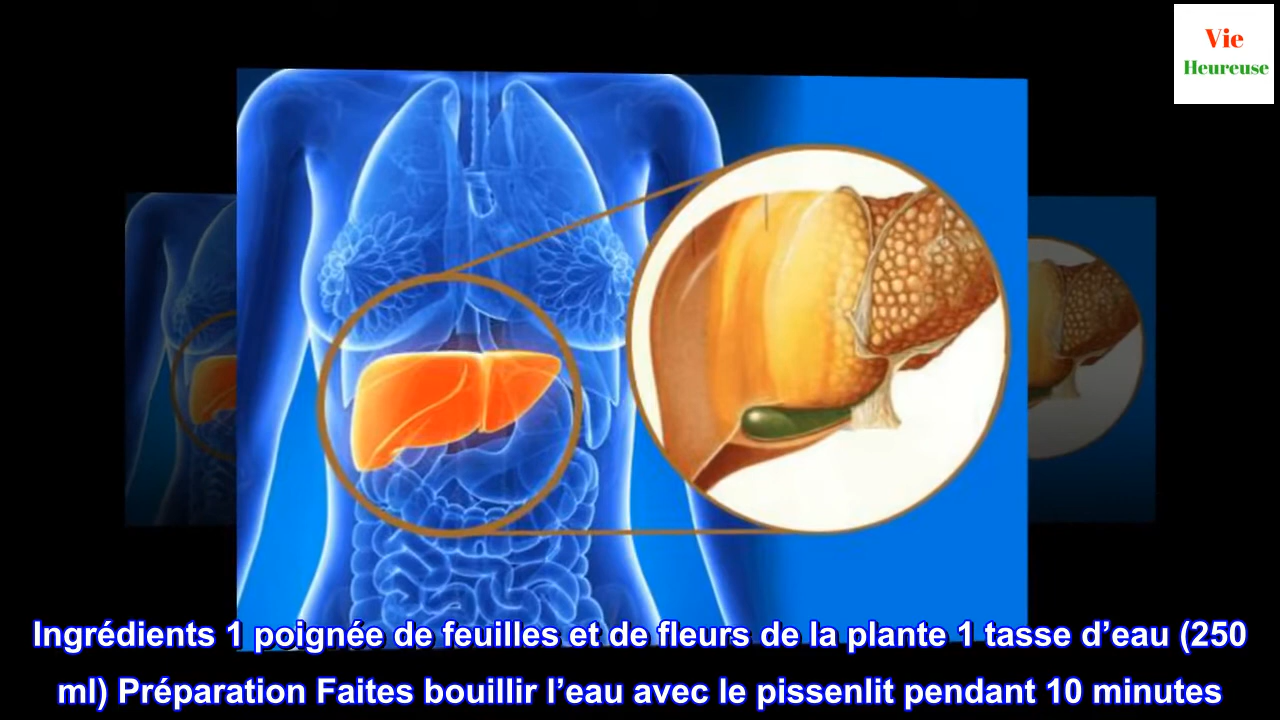 Vie
Heureuse
Ingrédients 1 poignée de feuilles et de fleurs de la plante 1 tasse d’eau (250
ml) Préparation Faites bouillir l’eau avec le pissenlit pendant 10 minutes